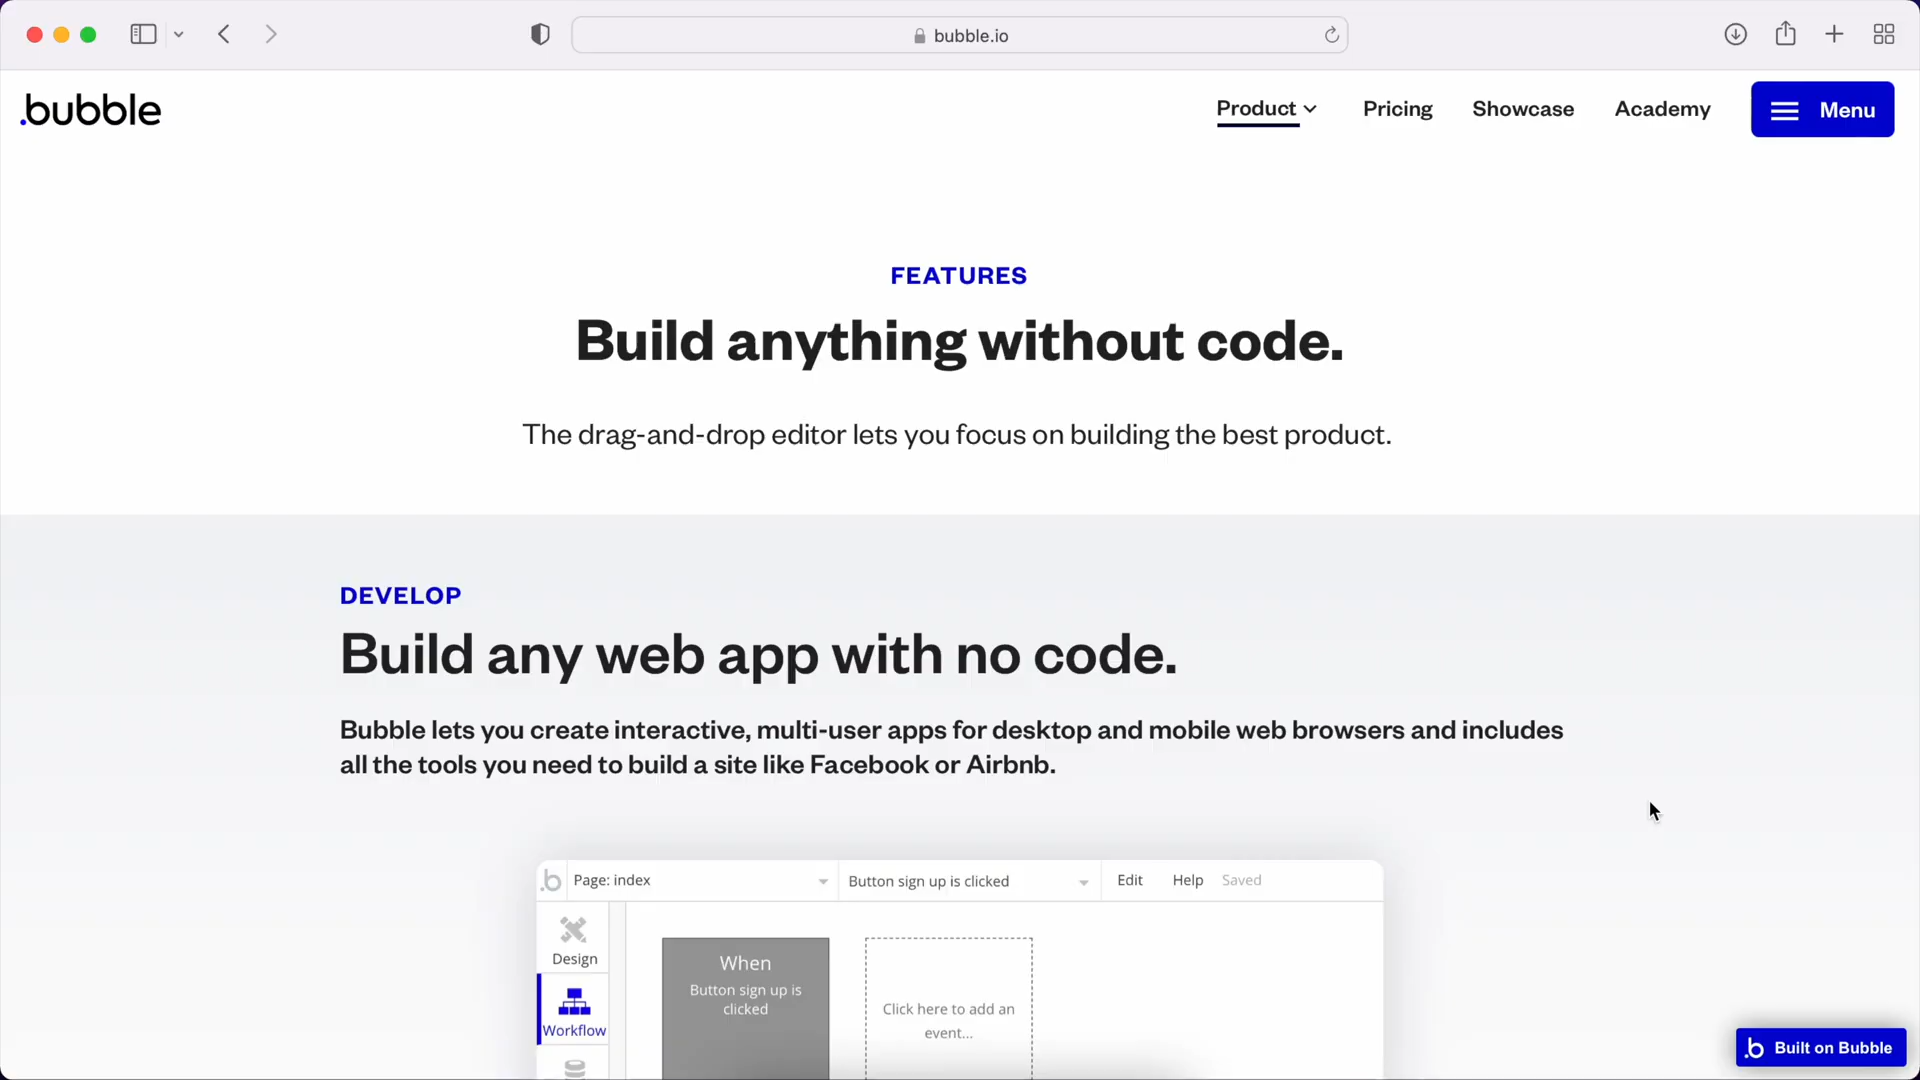 bubble.io
.bubble
Product
Pricing
Showcase
Academy
Menu
FEATURES
Build anything without code.
The drag-and-drop editor lets you focus on building the best product.
DEVELOP
Build any web app with no code.
Bubble lets you create interactive, multi-user apps for desktop and mobile web browsers and includes
all the tools you need to build a site like Facebook or Airbnb.
.b
Page: index
Button sign up is clicked
Edit
Help
Saved
Design
Workflow
When
Button sign up is
clicked
Click here to add an
event...
.b Built on Bubble